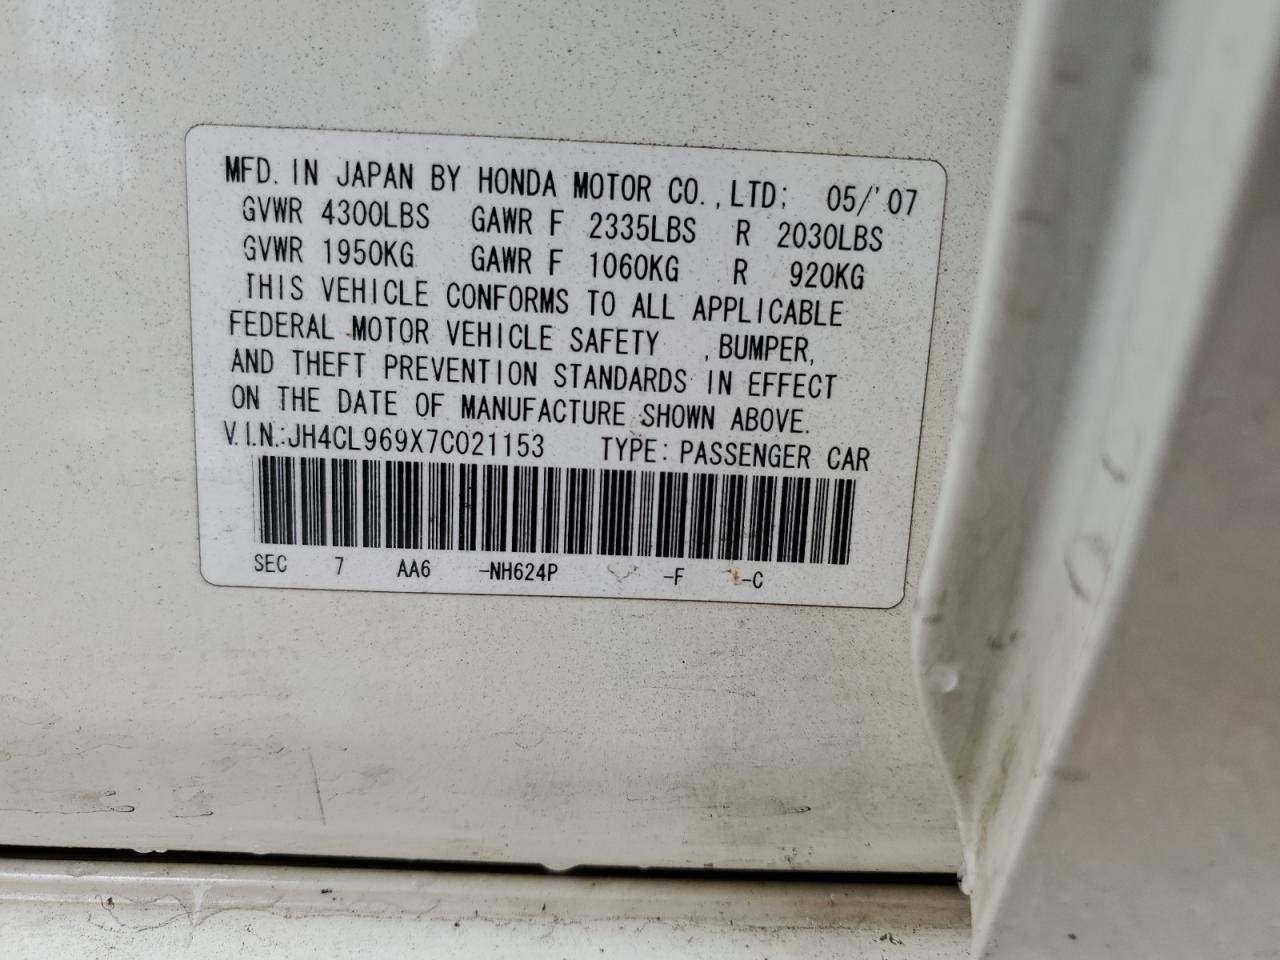 MFD. IN JAPAN BY HONDA MOTOR CO.,LTD; 05/'07
GVWR 4300LBS GAWR F 2335LBS R 2030LBS
GVWR 1950KG GAWR F 1060KG R 920KG
THIS VEHICLE CONFORMS TO ALL APPLICABLE
FEDERAL MOTOR VEHICLE SAFETY ,BUMPER,
AND THEFT PREVENTION STANDARDS IN EFFECT
ON THE DATE OF MANUFACTURE SHOWN ABOVE.
V.I.N.:JH4CL969X7C021153 TYPE: PASSENGER CAR
SEC 7 AA6 -NH624P -F -C